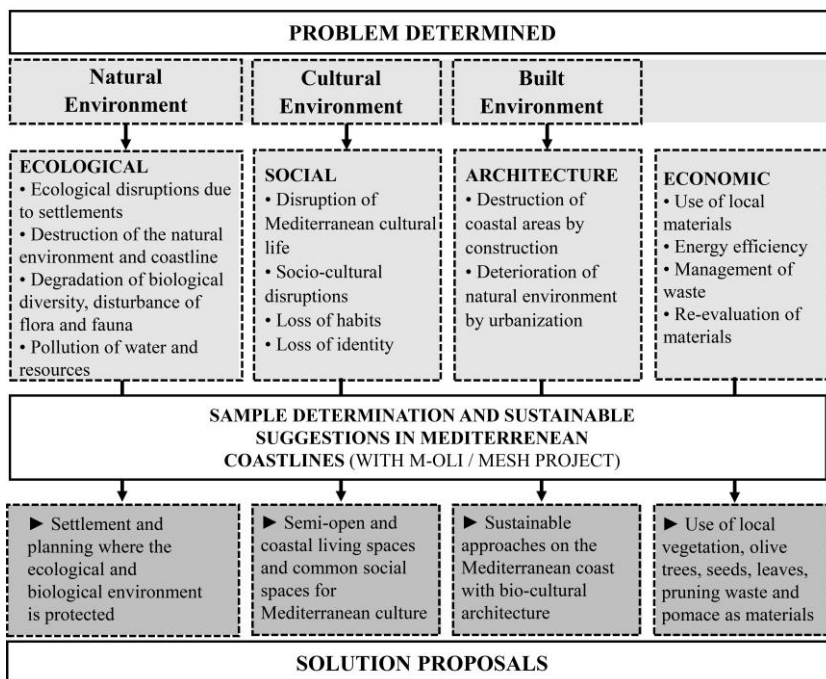 PROBLEM DETERMINED
Natural
Environment
Cultural
Environment
Built
Environment
ECOLOGICAL
• Ecological disruptions due
to settlements
• Destruction of the natural
environment and coastline
• Degradation of biological
diversity, disturbance of
flora and fauna
• Pollution of water and
resources
SOCIAL
• Disruption of
Mediterranean cultural
life
• Socio-cultural
disruptions
• Loss of habits
• Loss of identity
ARCHITECTURE
• Destruction of
coastal areas by
construction
• Deterioration of
natural environment
by urbanization
ECONOMIC
• Use of local
materials
• Energy efficiency
• Management of
waste
• Re-evaluation of
materials
SAMPLE DETERMINATION AND SUSTAINABLE
SUGGESTIONS IN MEDITERRENEAN
COASTLINES (WITH M-OLI / MESH PROJECT)
► Settlement and
planning where the
ecological and
biological environment
is protected
► Semi-open and
coastal living spaces
and common social
spaces for
Mediterranean culture
► Sustainable
approaches on the
Mediterranean coast
with bio-cultural
architecture
► Use of local
vegetation, olive
trees, seeds, leaves,
pruning waste and
pomace as materials
SOLUTION PROPOSALS